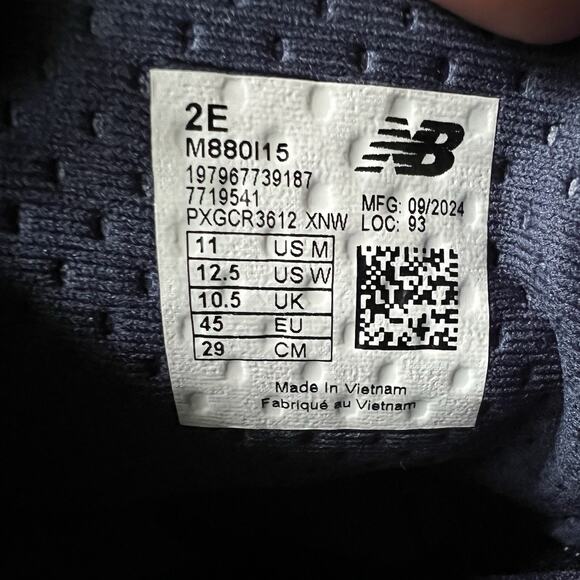 2E
M880I15
197967739187
7719541
PXGCR3612 XNW
NB
MFG: 09/2024
LOC: 93
11 US M
12.5 US W
10.5 UK
45 EU
29 CM
Made In Vietnam
Fabriqué au Vietnam